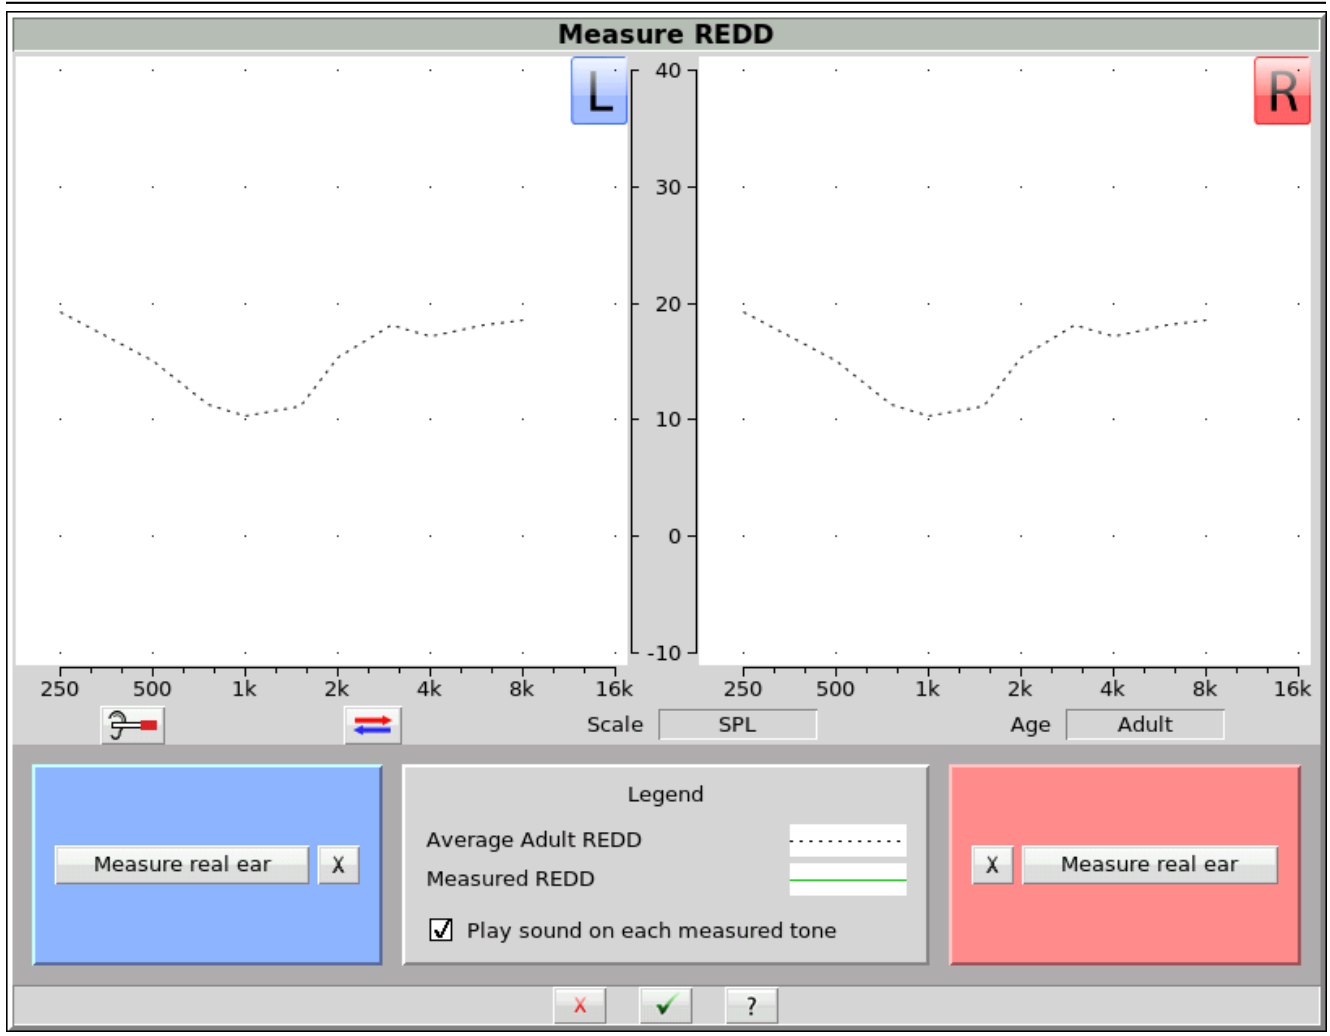 Measure REDD
L
R
40
30
20
10
0
-10
250 500 1k 2k 4k 8k 16k
250 500 1k 2k 4k 8k 16k
Scale SPL
Age Adult
Legend
Average Adult REDD
Measured REDD
Play sound on each measured tone
Measure real ear X
X Measure real ear
X ?